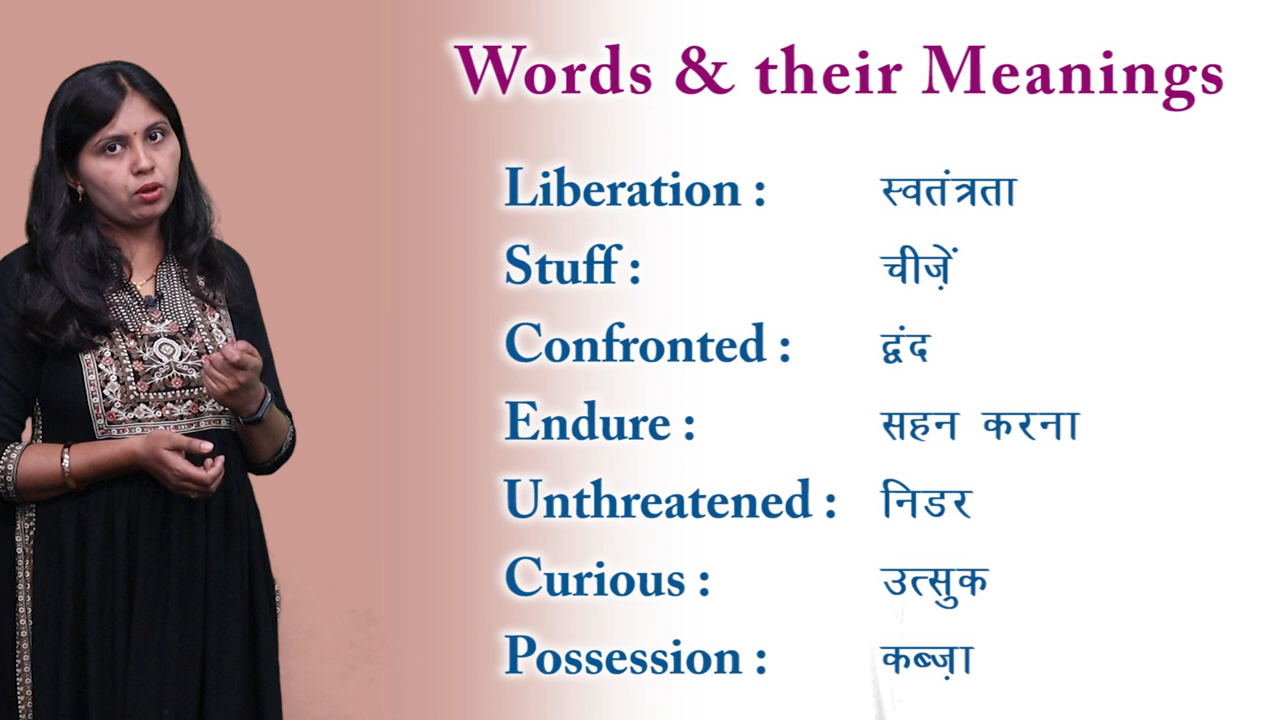 Words & their Meanings
Liberation : स्वतंत्रता
Stuff : चीज़ें
Confronted : द्वंद
Endure : सहन करना
Unthreatened : निडर
Curious : उत्सुक
Possession : कब्ज़ा